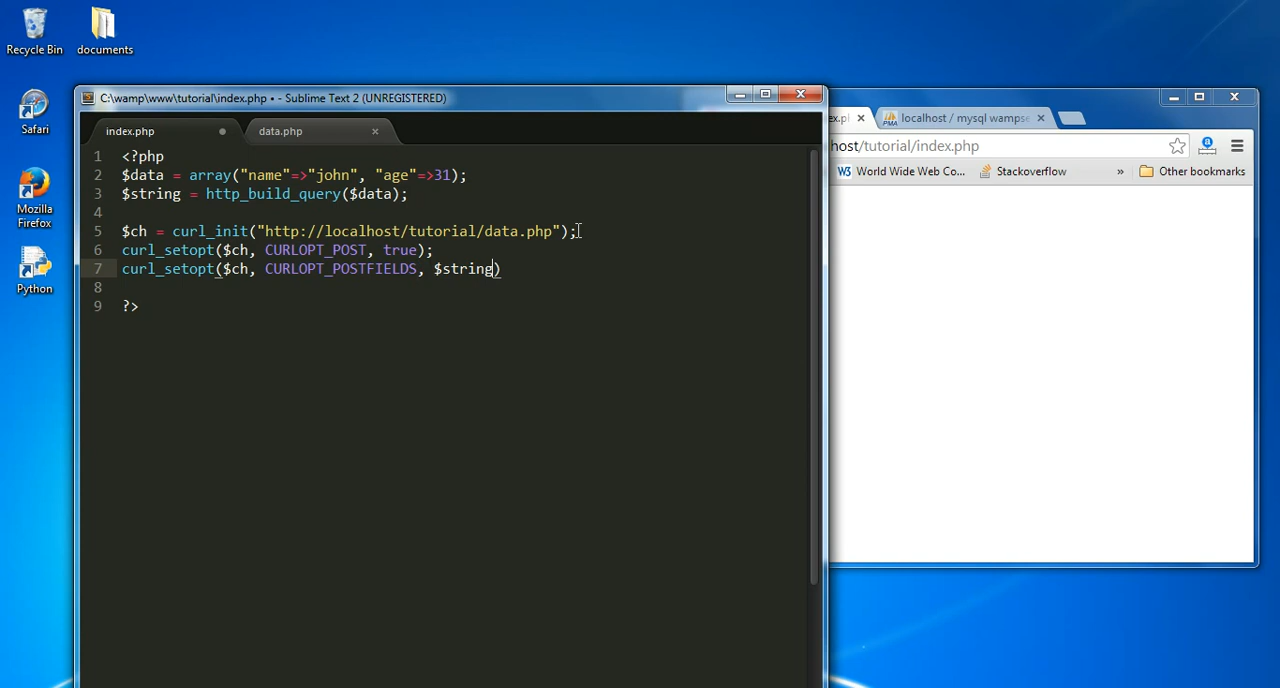 Recycle Bin
documents
Safari
Mozilla
Firefox
Python
C:\wamp\www\tutorial\index.php • - Sublime Text 2 (UNREGISTERED)
index.php
data.php
1 <?php
2 $data = array("name"=>"john", "age"=>31);
3 $string = http_build_query($data);
4
5 $ch = curl_init("http://localhost/tutorial/data.php");
6 curl_setopt($ch, CURLOPT_POST, true);
7 curl_setopt($ch, CURLOPT_POSTFIELDS, $string)
8
9 ?>
localhost / mysql wampse
host/tutorial/index.php
W3 World Wide Web Co... Stackoverflow » Other bookmarks